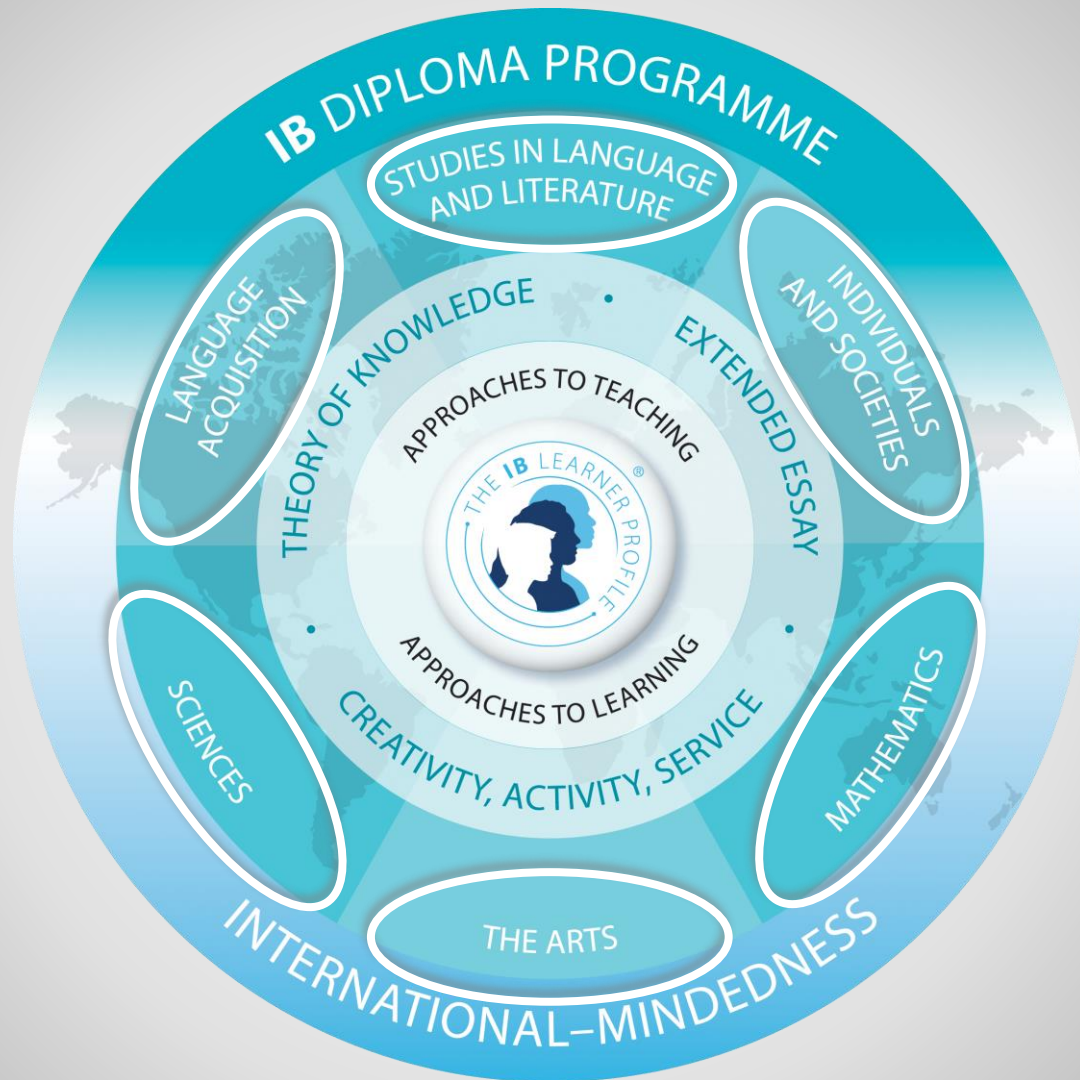 IB DIPLOMA PROGRAMME
STUDIES IN LANGUAGE
AND LITERATURE
LANGUAGE
ACQUISITION
INDIVIDUALS
AND SOCIETIES
THEORY OF KNOWLEDGE •
EXTENDED ESSAY •
APPROACHES TO TEACHING
THE IB LEARNER PROFILE ®
APPROACHES TO LEARNING
CREATIVITY, ACTIVITY, SERVICE •
SCIENCES
MATHEMATICS
THE ARTS
INTERNATIONAL–MINDEDNESS